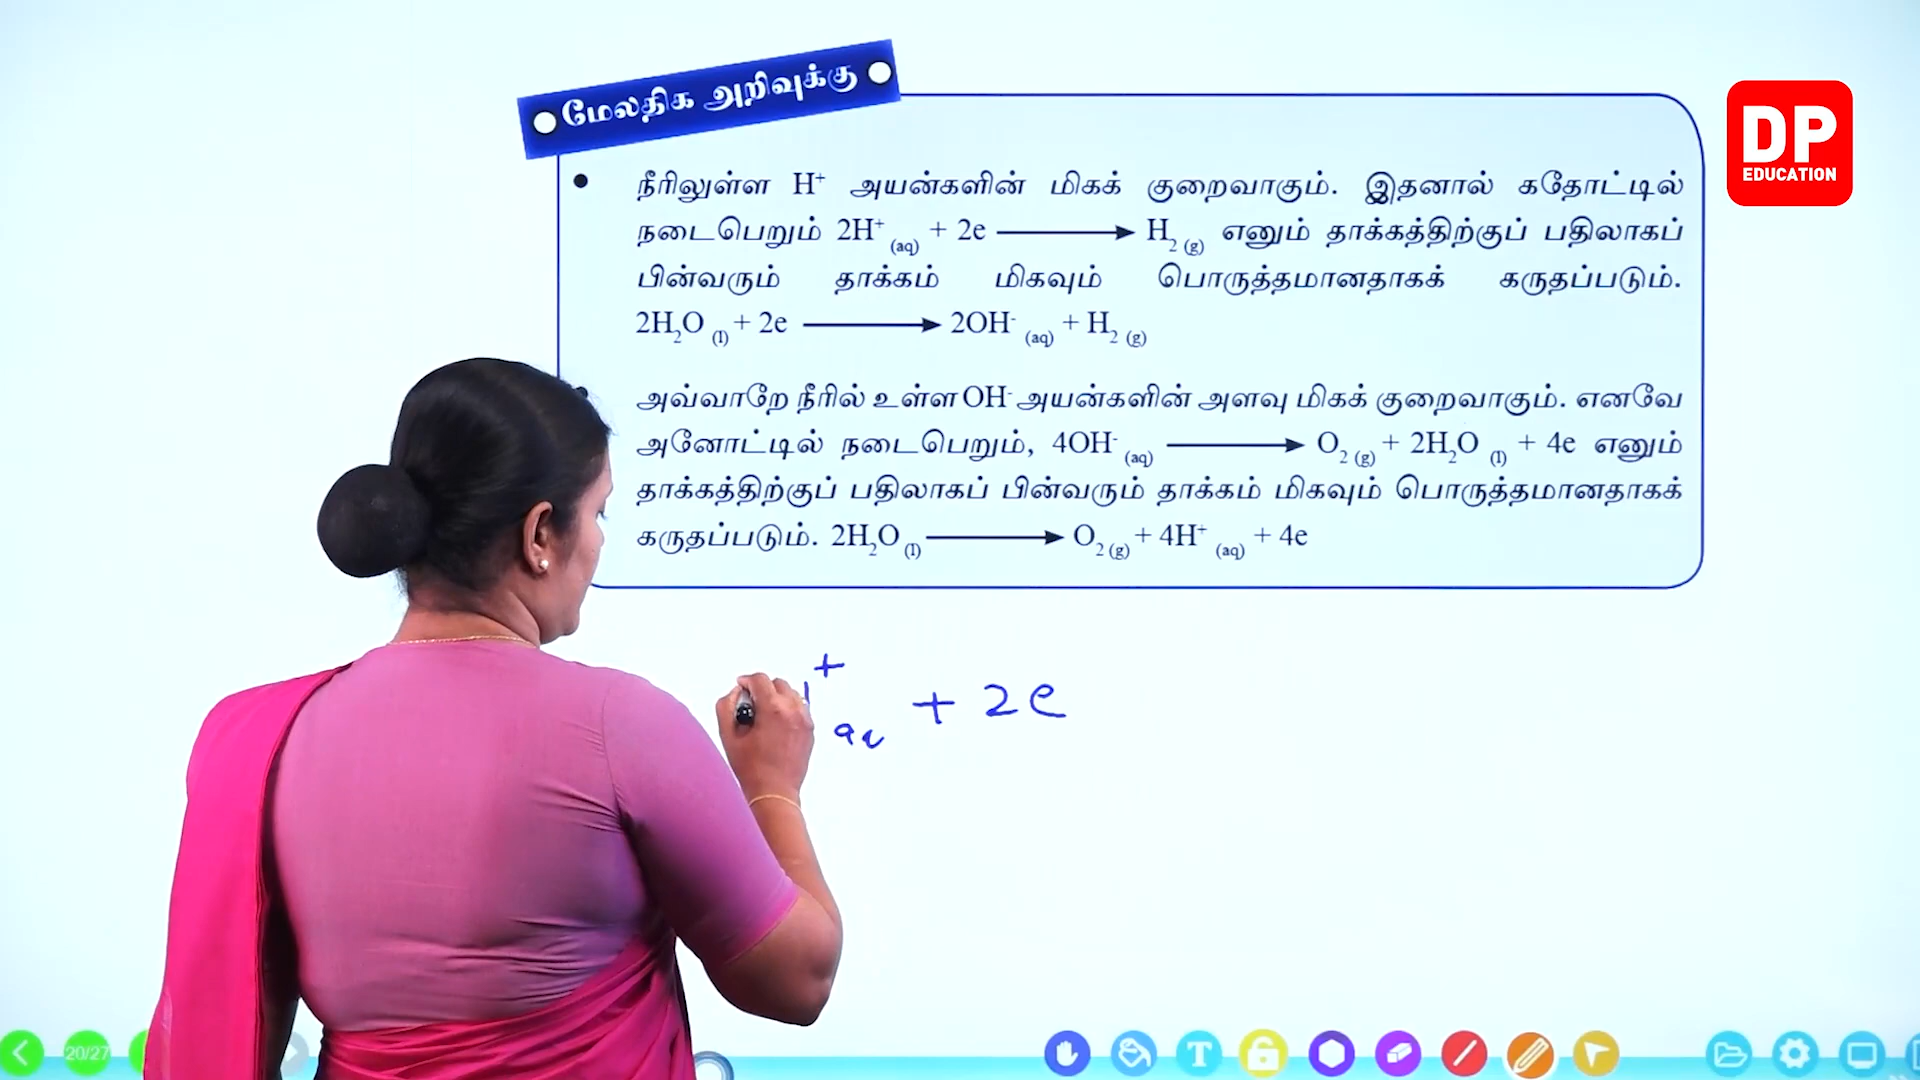 மேலதிக அறிவுக்கு
DP
EDUCATION
● நீரிலுள்ள H⁺ அயன்களின் மிகக் குறைவாகும். இதனால் கதோட்டில்
நடைபெறும் 2H⁺ (aq) + 2e ⟶ H₂ (g) எனும் தாக்கத்திற்குப் பதிலாகப்
பின்வரும் தாக்கம் மிகவும் பொருத்தமானதாகக் கருதப்படும்.
2H₂O (l) + 2e ⟶ 2OH⁻ (aq) + H₂ (g)
அவ்வாறே நீரில் உள்ள OH⁻ அயன்களின் அளவு மிகக் குறைவாகும். எனவே
அனோட்டில் நடைபெறும், 4OH⁻ (aq) ⟶ O₂ (g) + 2H₂O (l) + 4e எனும்
தாக்கத்திற்குப் பதிலாகப் பின்வரும் தாக்கம் மிகவும் பொருத்தமானதாகக்
கருதப்படும். 2H₂O (l) ⟶ O₂ (g) + 4H⁺ (aq) + 4e
+ aq + 2e
20/27
T